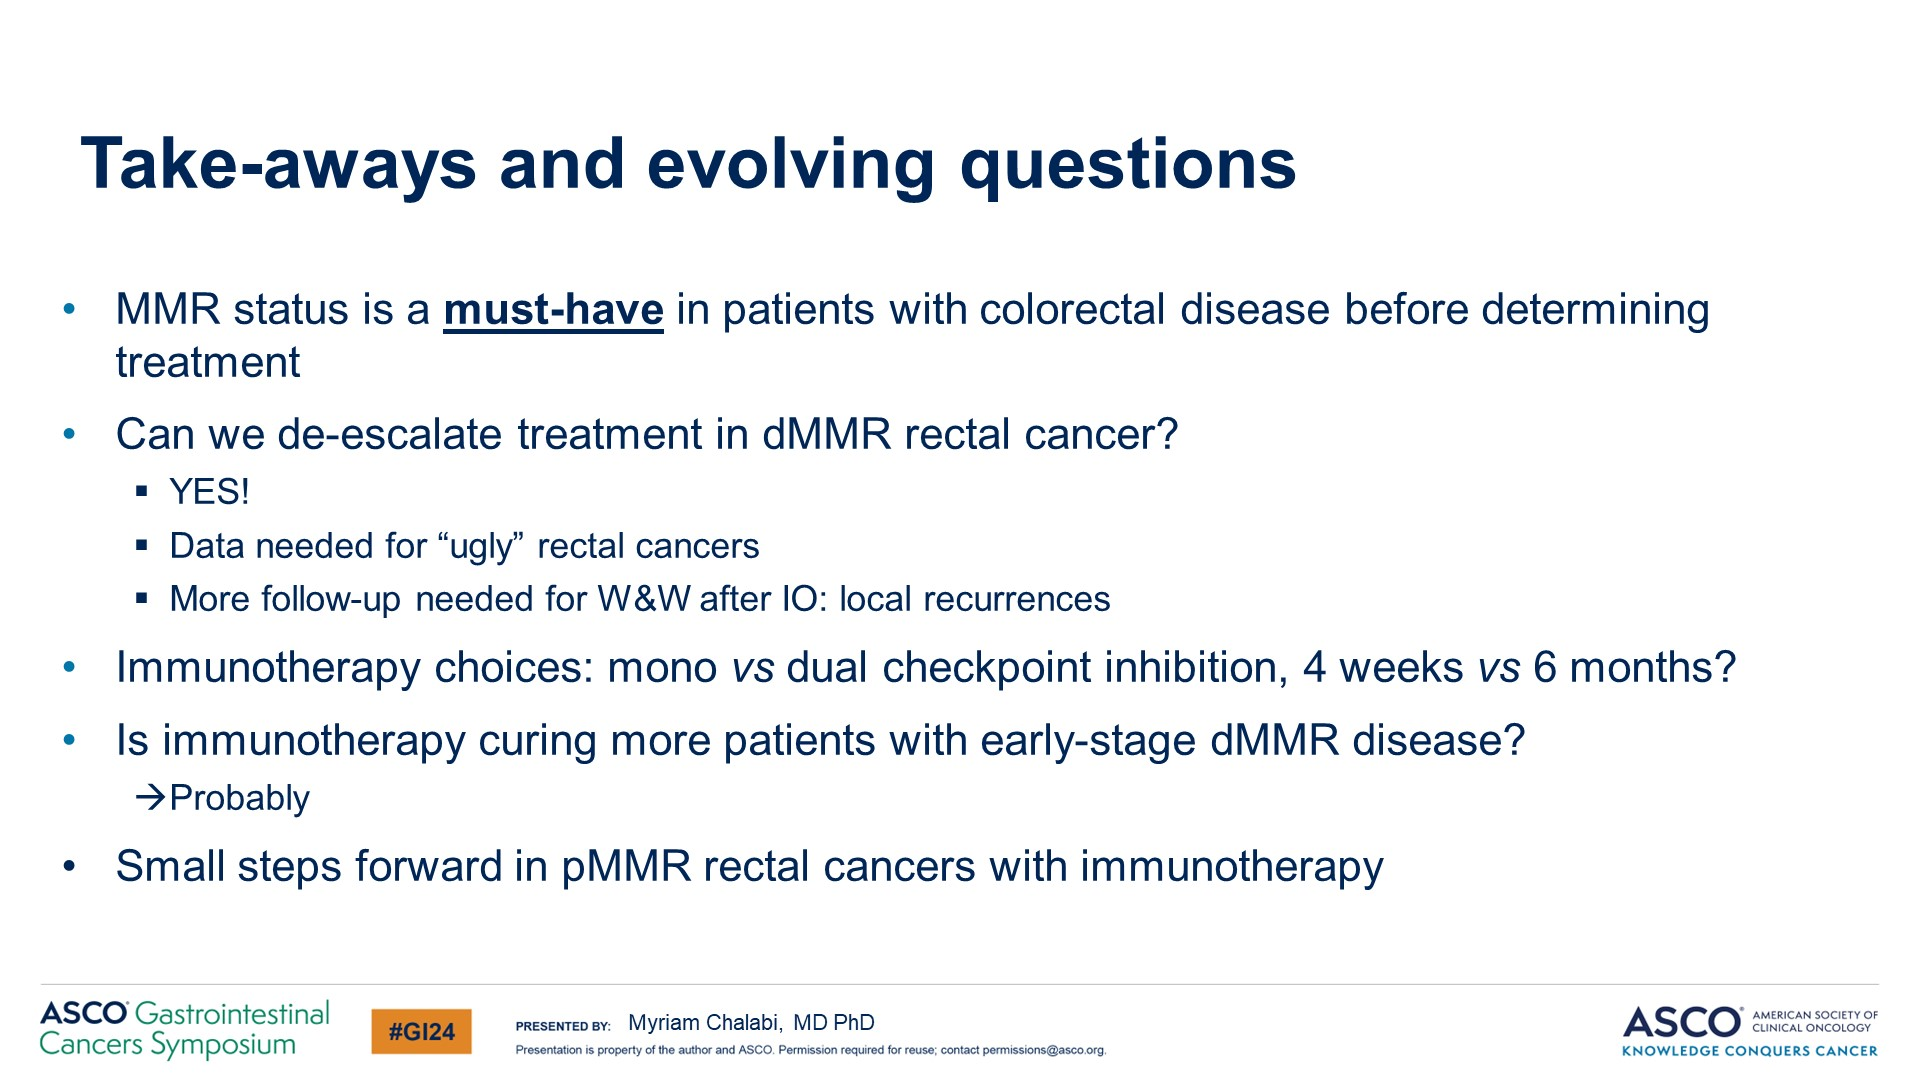 Take-aways and evolving questions
• MMR status is a must-have in patients with colorectal disease before determining
treatment
• Can we de-escalate treatment in dMMR rectal cancer?
▪ YES!
▪ Data needed for “ugly” rectal cancers
▪ More follow-up needed for W&W after IO: local recurrences
• Immunotherapy choices: mono vs dual checkpoint inhibition, 4 weeks vs 6 months?
• Is immunotherapy curing more patients with early-stage dMMR disease?
→Probably
• Small steps forward in pMMR rectal cancers with immunotherapy
ASCO® Gastrointestinal
Cancers Symposium
#GI24
PRESENTED BY: Myriam Chalabi, MD PhD
Presentation is property of the author and ASCO. Permission required for reuse; contact permissions@asco.org.
ASCO® AMERICAN SOCIETY OF
CLINICAL ONCOLOGY
KNOWLEDGE CONQUERS CANCER